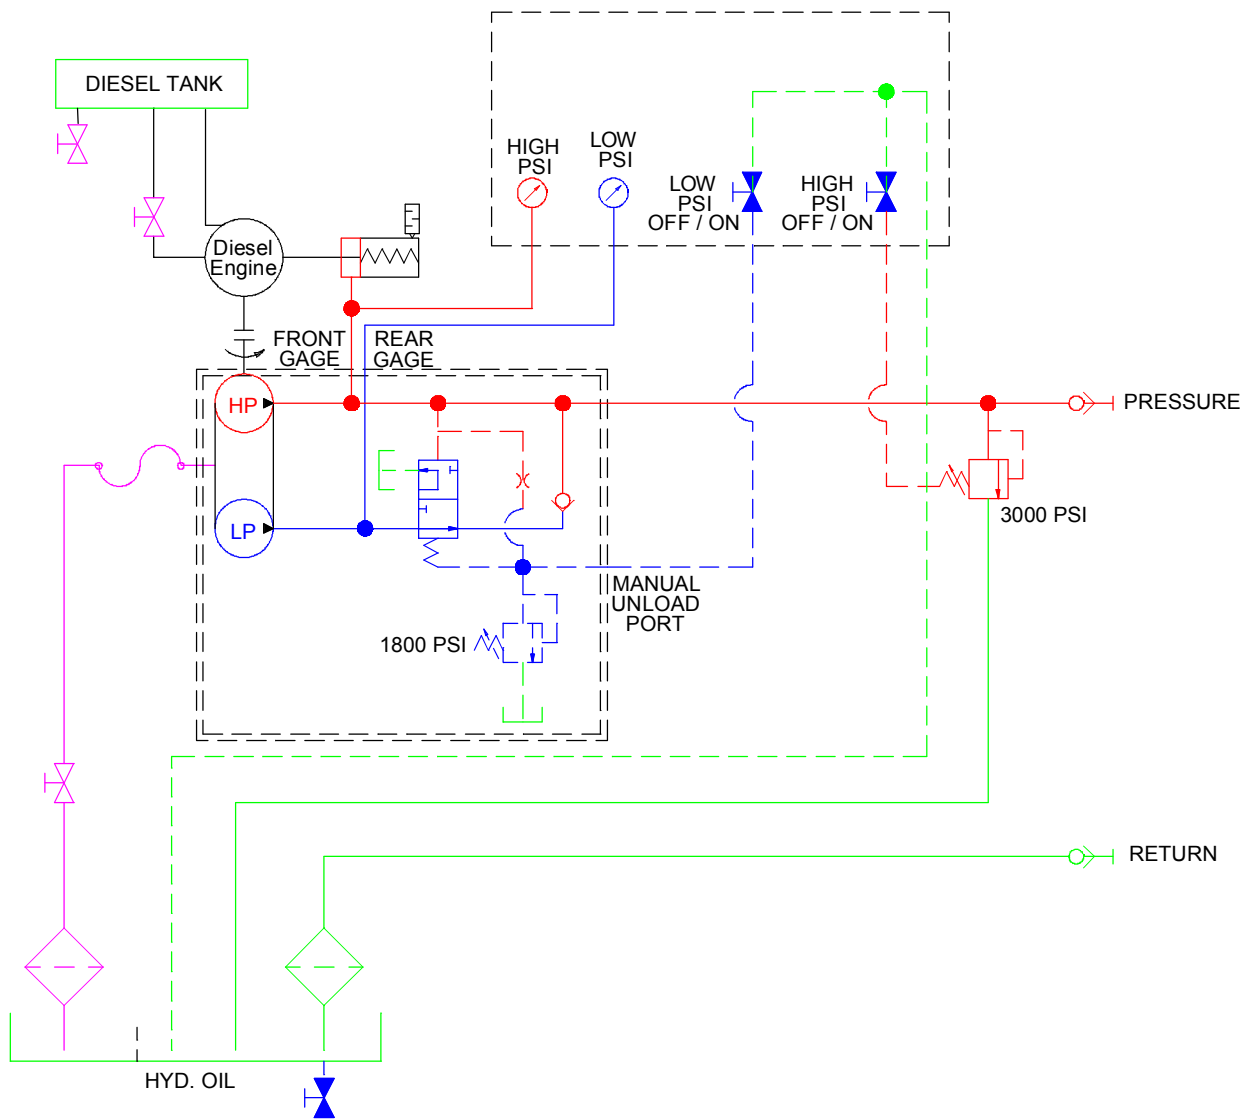 DIESEL TANK
HIGH
PSI
LOW
PSI
LOW
PSI
OFF / ON
HIGH
PSI
OFF / ON
Diesel
Engine
FRONT
GAGE
REAR
GAGE
HP
PRESSURE
LP
3000 PSI
MANUAL
UNLOAD
PORT
1800 PSI
RETURN
HYD. OIL